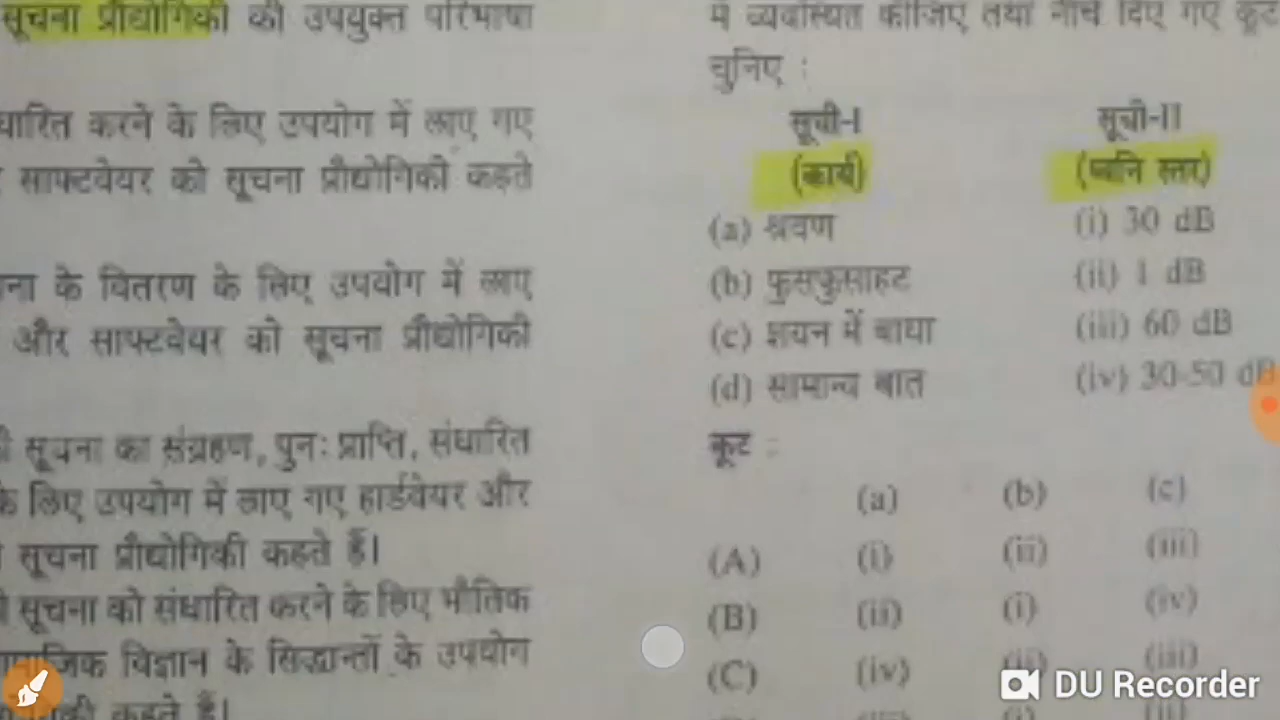 सूचना प्रौद्योगिकी की उपयुक्त परिभाषा
धारित करने के लिए उपयोग में लाए गए
साफ्टवेयर को सूचना प्रौद्योगिकी कहते
के वितरण के लिए उपयोग में लाए
और साफ्टवेयर को सूचना प्रौद्योगिकी
सूचना का संग्रहण, पुनः प्राप्ति, संधारित
के लिए उपयोग में लाए गए हार्डवेयर और
सूचना प्रौद्योगिकी कहते हैं।
सूचना को संधारित करने के लिए भौतिक
विज्ञान के सिद्धान्तों के उपयोग
कहते हैं।
में व्यवस्थित कीजिए तथा नीचे दिए गए कूट
चुनिए :
सूची-I सूची-II
(कार्य) (ध्वनि स्तर)
(a) श्रवण (i) 30 dB
(b) फुसफुसाहट (ii) 1 dB
(c) शयन में बाधा (iii) 60 dB
(d) सामान्य बात (iv) 30-50 dB
कूट :
(a) (b) (c)
(A) (i) (ii) (iii)
(B) (ii) (i) (iv)
(C) (iv) (iii)
DU Recorder